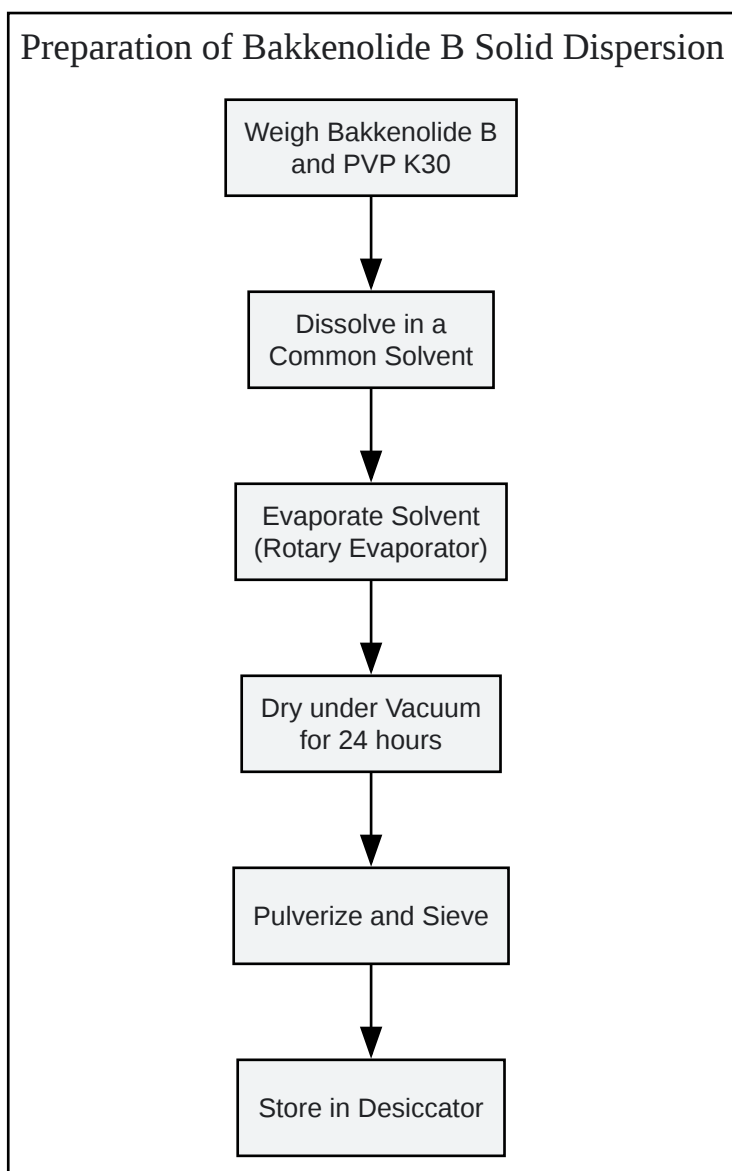 Preparation of Bakkenolide B Solid Dispersion
Weigh Bakkenolide B
and PVP K30
Dissolve in a
Common Solvent
Evaporate Solvent
(Rotary Evaporator)
Dry under Vacuum
for 24 hours
Pulverize and Sieve
Store in Desiccator